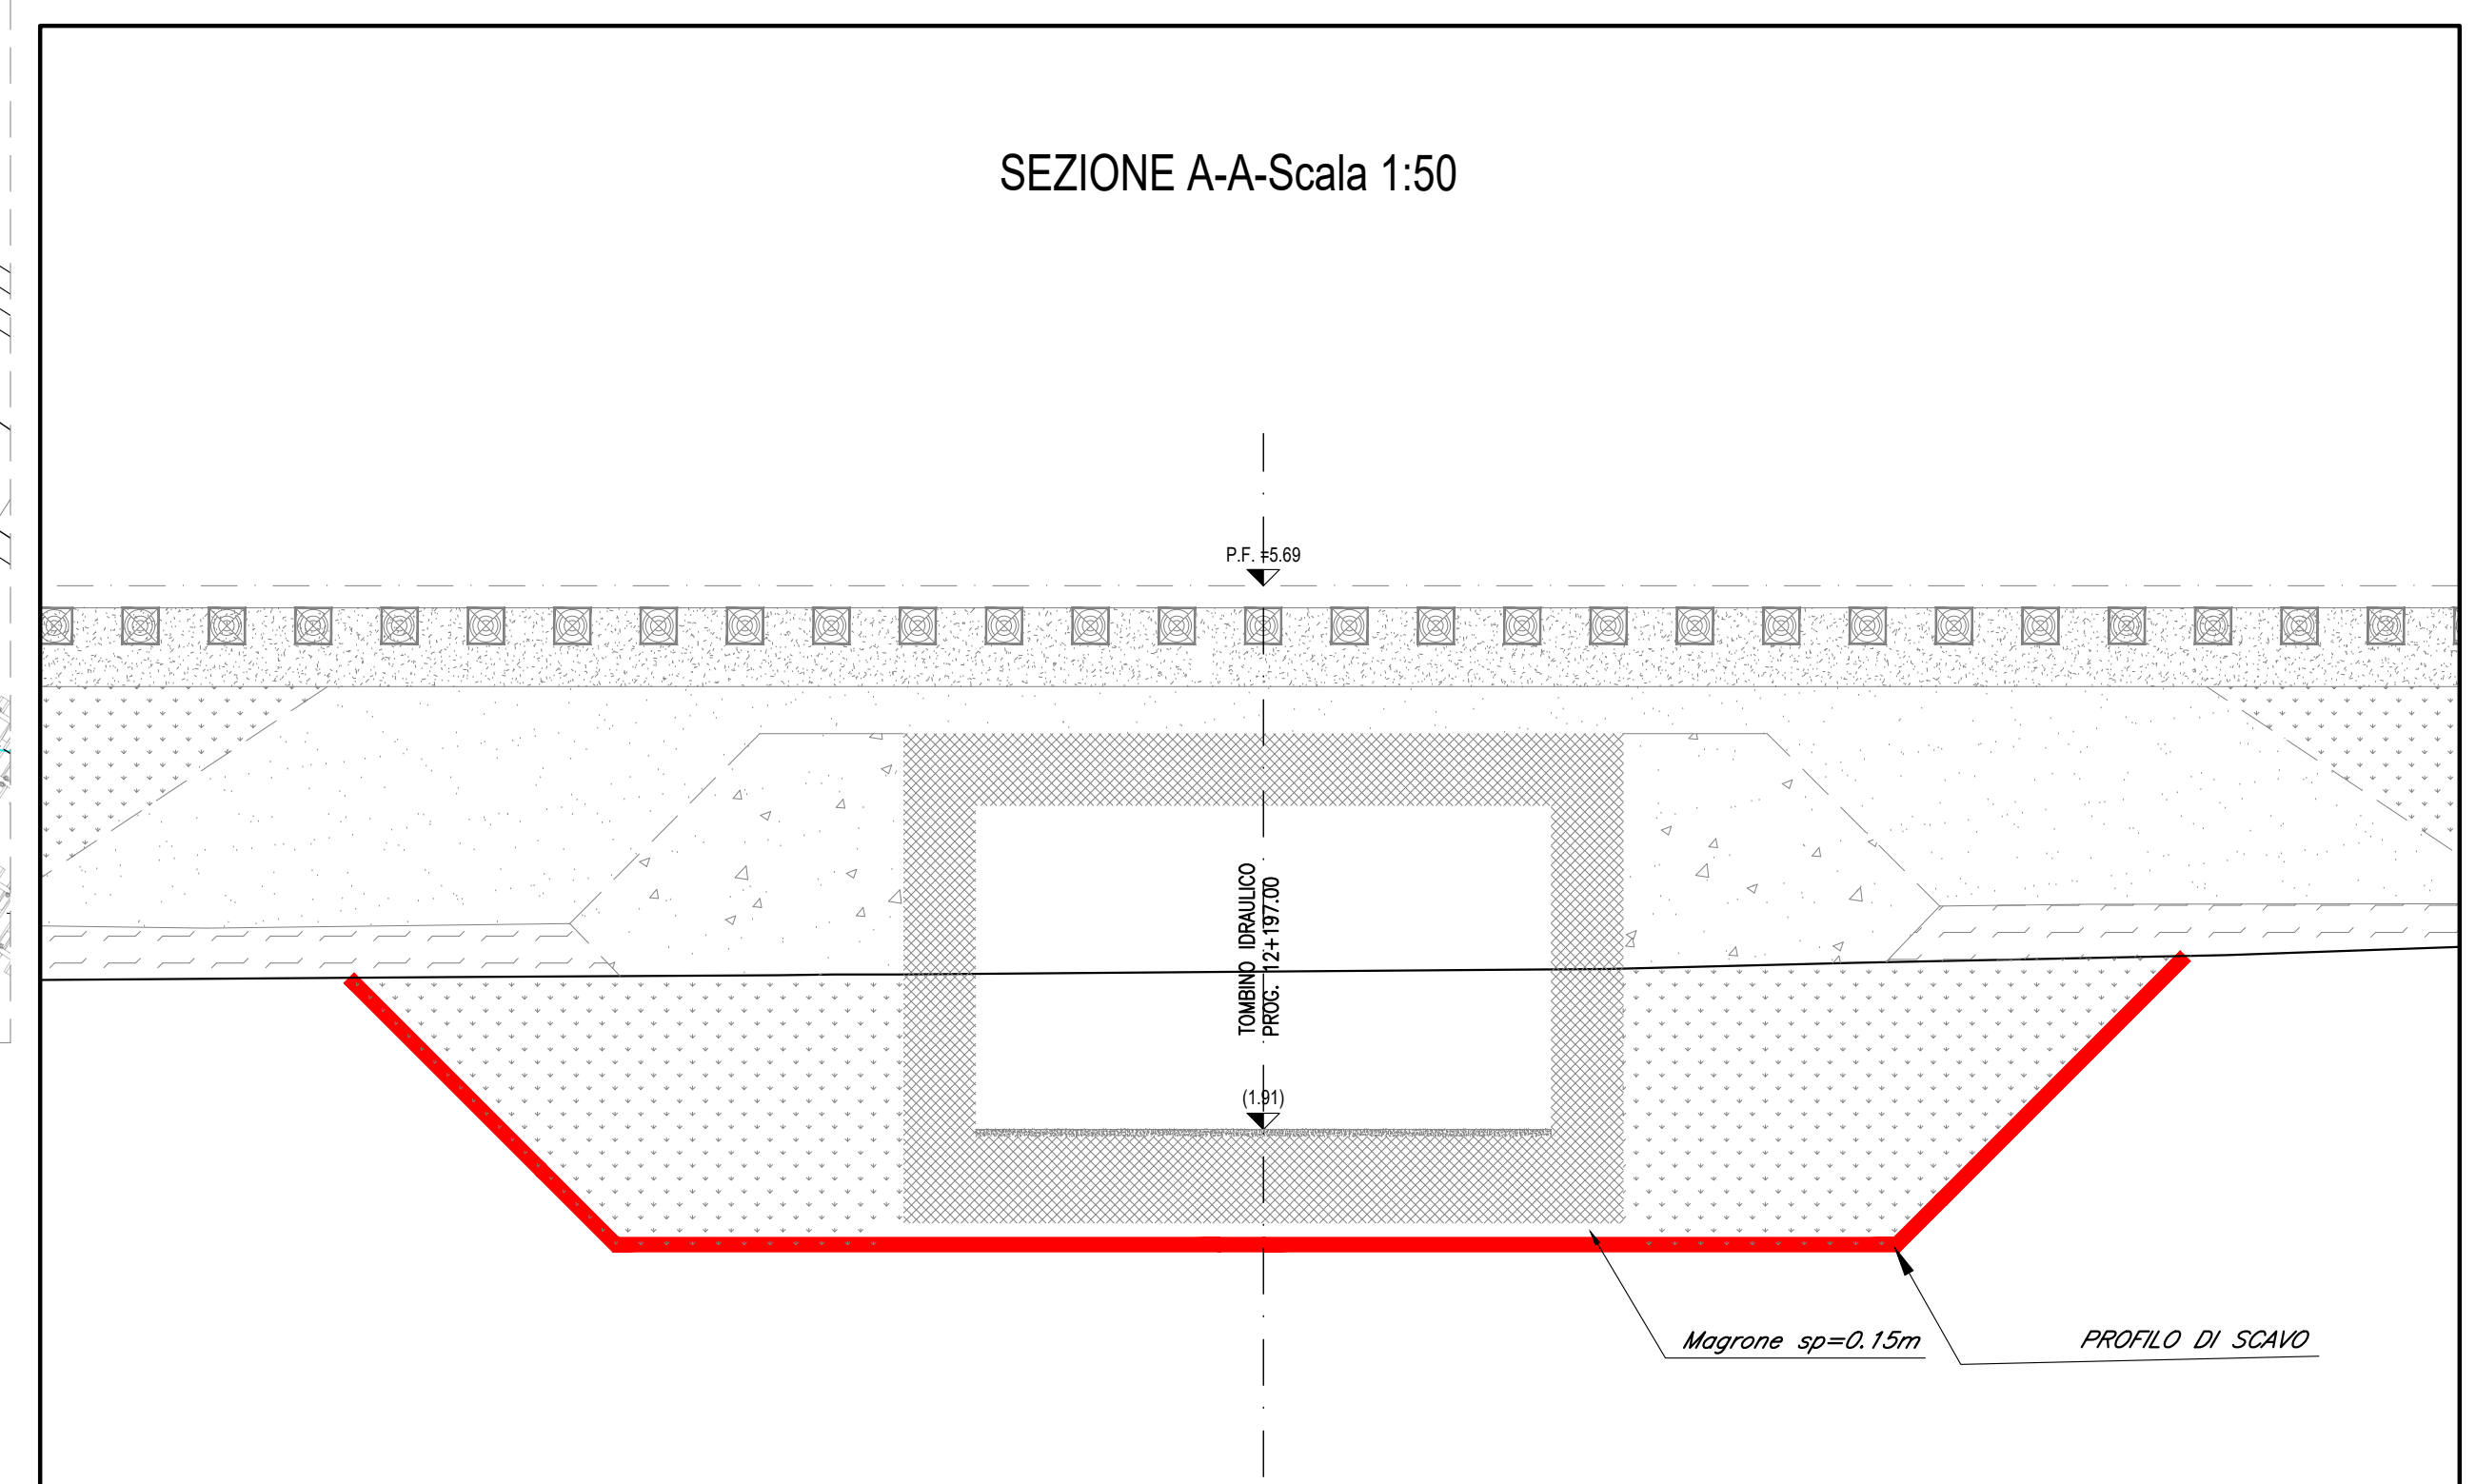 SEZIONE A-A-Scala 1:50
P.F. =5.69
TOMBINO IDRAULICO
PROG. 12+197.00
(1.91)
Magrone sp=0.15m
PROFILO DI SCAVO